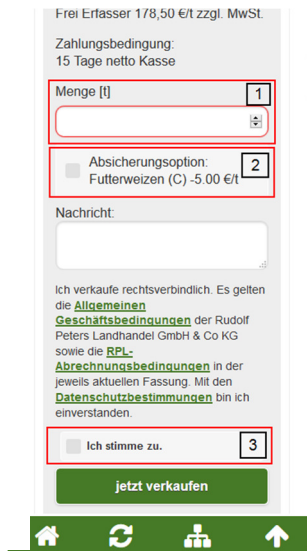 Frei Erfasser 178,50 €/t zzgl. MwSt.
Zahlungsbedingung:
15 Tage netto Kasse
Menge [t]
1
Absicherungsoption:
Futterweizen (C) -5.00 €/t
2
Nachricht:
Ich verkaufe rechtsverbindlich. Es gelten
die Allgemeinen
Geschäftsbedingungen der Rudolf
Peters Landhandel GmbH & Co KG
sowie die RPL-
Abrechnungsbedingungen in der
jeweils aktuellen Fassung. Mit den
Datenschutzbestimmungen bin ich
einverstanden.
Ich stimme zu.
3
jetzt verkaufen